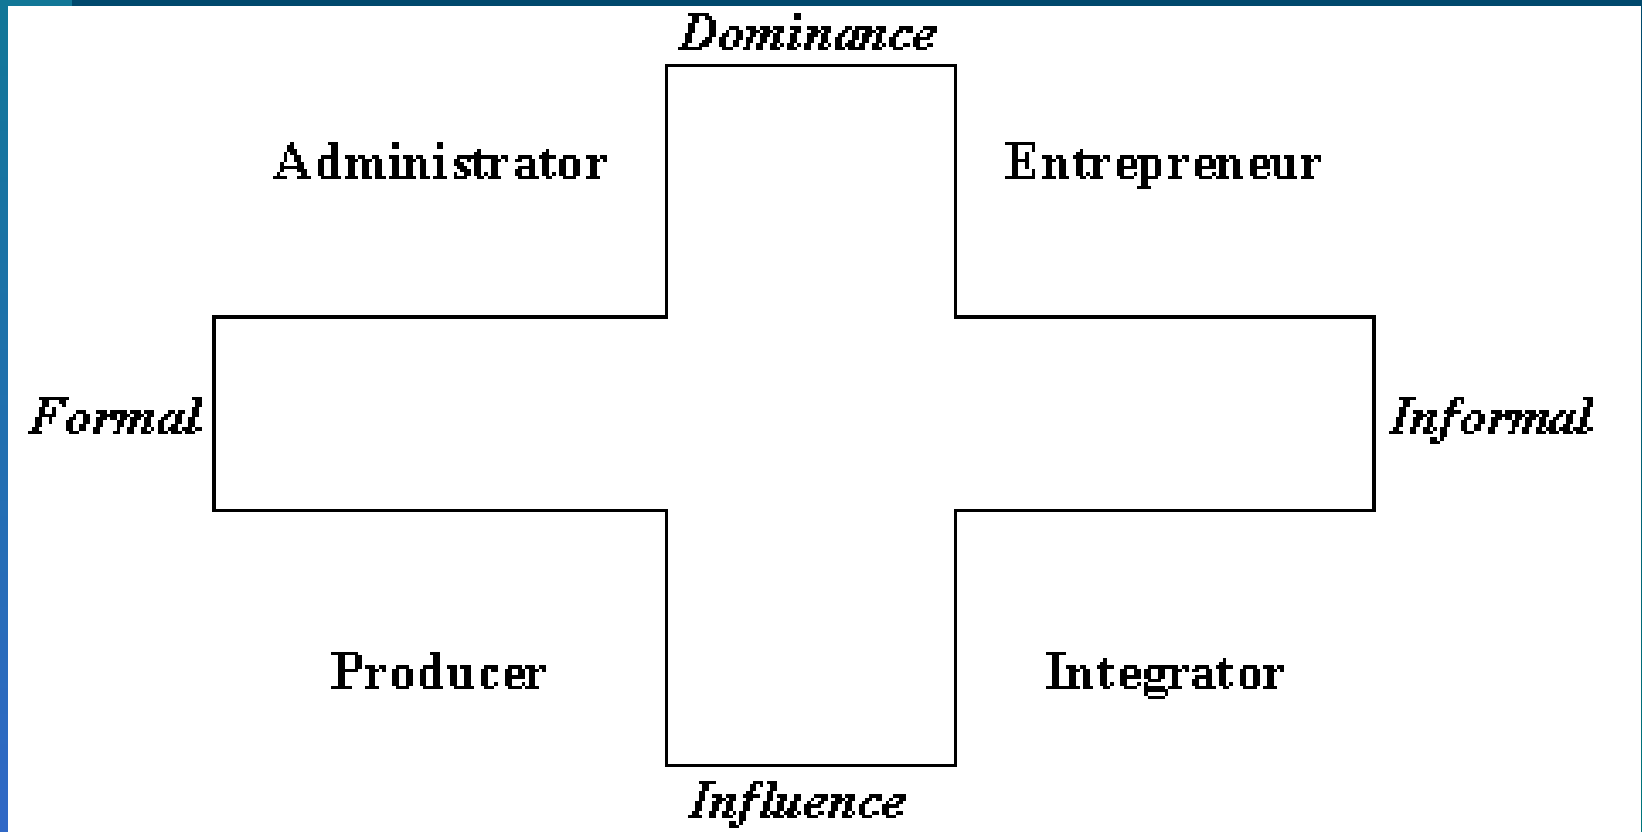 Dominance
Administrator
Entrepreneur
Formal
Informal
Producer
Integrator
Influence